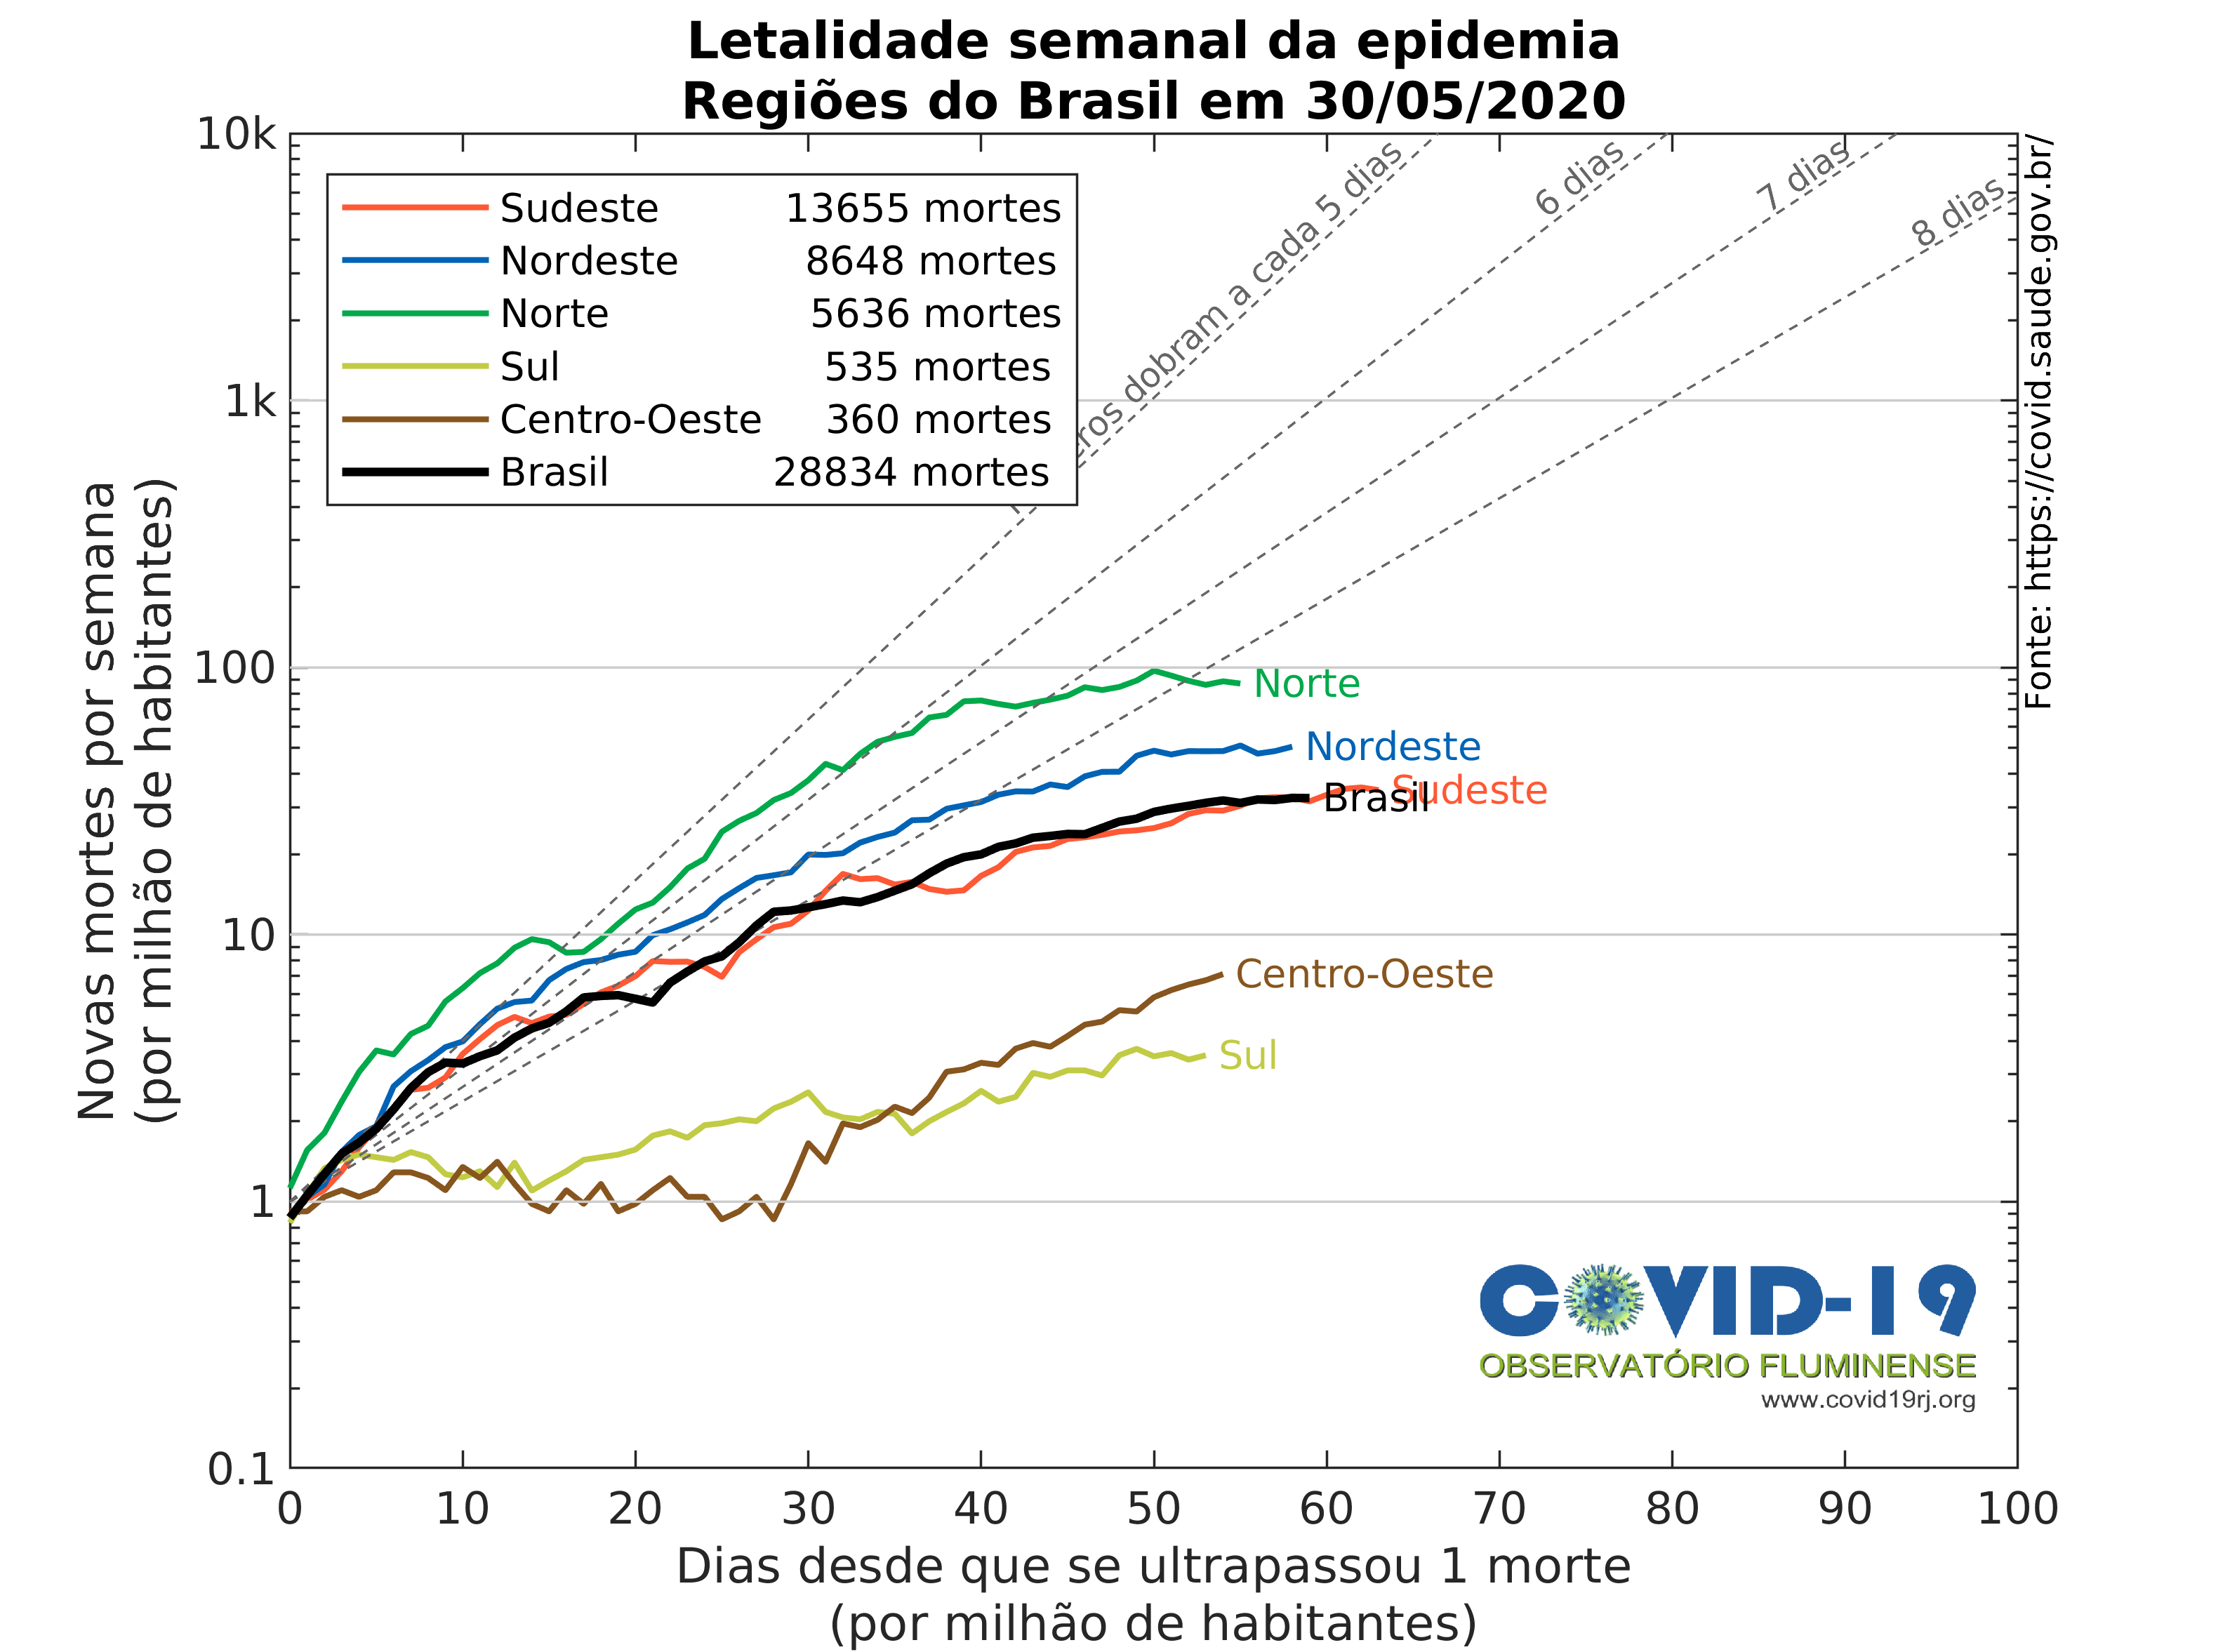 Letalidade semanal da epidemia
Regiões do Brasil em 30/05/2020
10k
1k
100
10
1
0.1
Novas mortes por semana
(por milhão de habitantes)
Sudeste 13655 mortes
Nordeste 8648 mortes
Norte 5636 mortes
Sul 535 mortes
Centro-Oeste 360 mortes
Brasil 28834 mortes
dobram a cada 5 dias
6 dias
7 dias
8 dias
Fonte: https://covid.saude.gov.br/
Norte
Nordeste
Sudeste
Brasil
Centro-Oeste
Sul
COVID-19
OBSERVATÓRIO FLUMINENSE
www.covid19rj.org
0 10 20 30 40 50 60 70 80 90 100
Dias desde que se ultrapassou 1 morte
(por milhão de habitantes)